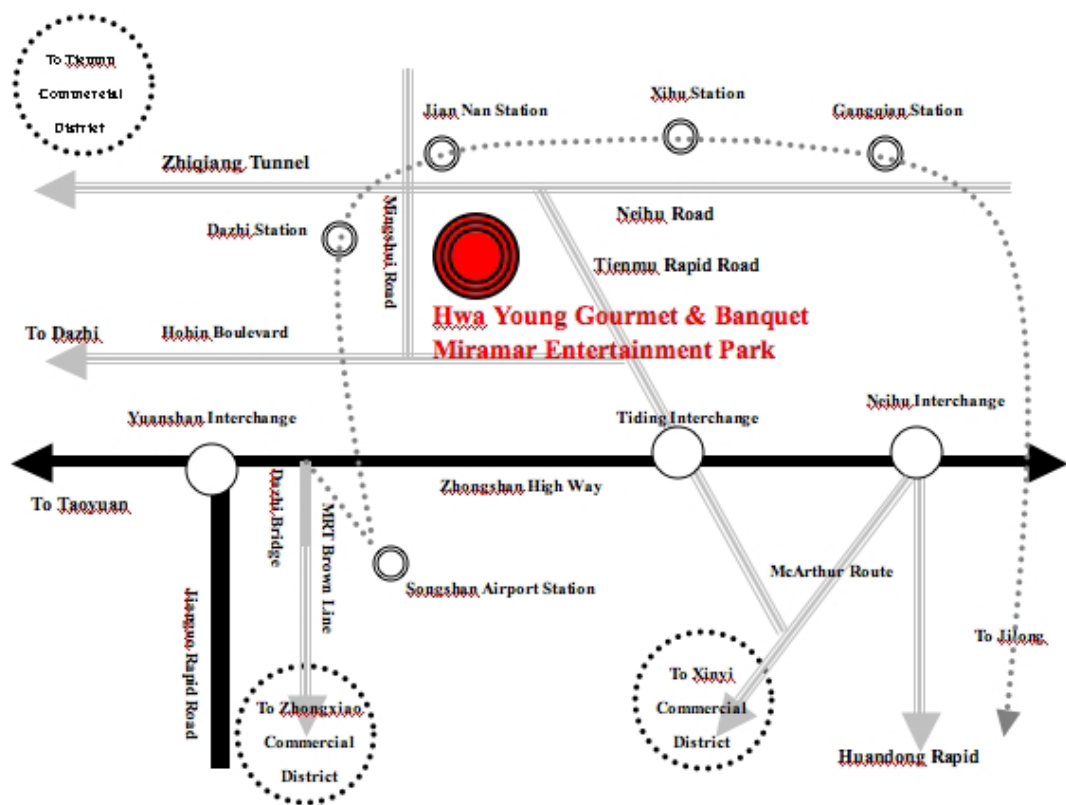 To Tienmu
Commercial
District
Jian Nan Station
Xihu Station
Gangqian Station
Zhiqiang Tunnel
Neihu Road
Dazhi Station
Mingshui Road
Tienmu Rapid Road
Hwa Young Gourmet & Banquet
Miramar Entertainment Park
To Dazhi
Hohin Boulevard
Yuanshan Interchange
Tiding Interchange
Neihu Interchange
To Taoyuan
Zhongshan High Way
Dazhi Bridge
MRT Brown Line
Songshan Airport Station
McArthur Route
Jianguo Rapid Road
To Jilong
To Zhongxiao
Commercial
District
To Xinyi
Commercial
District
Huandong Rapid